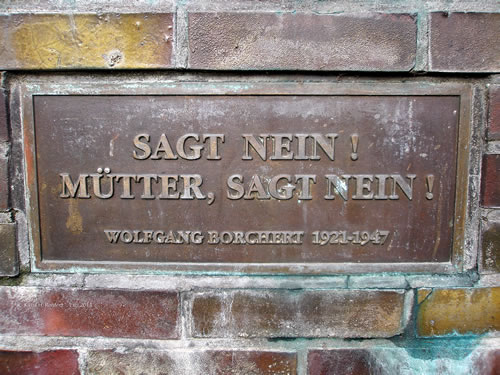 SAGT NEIN !
MÜTTER, SAGT NEIN !
WOLFGANG BORCHERT 1921-1947